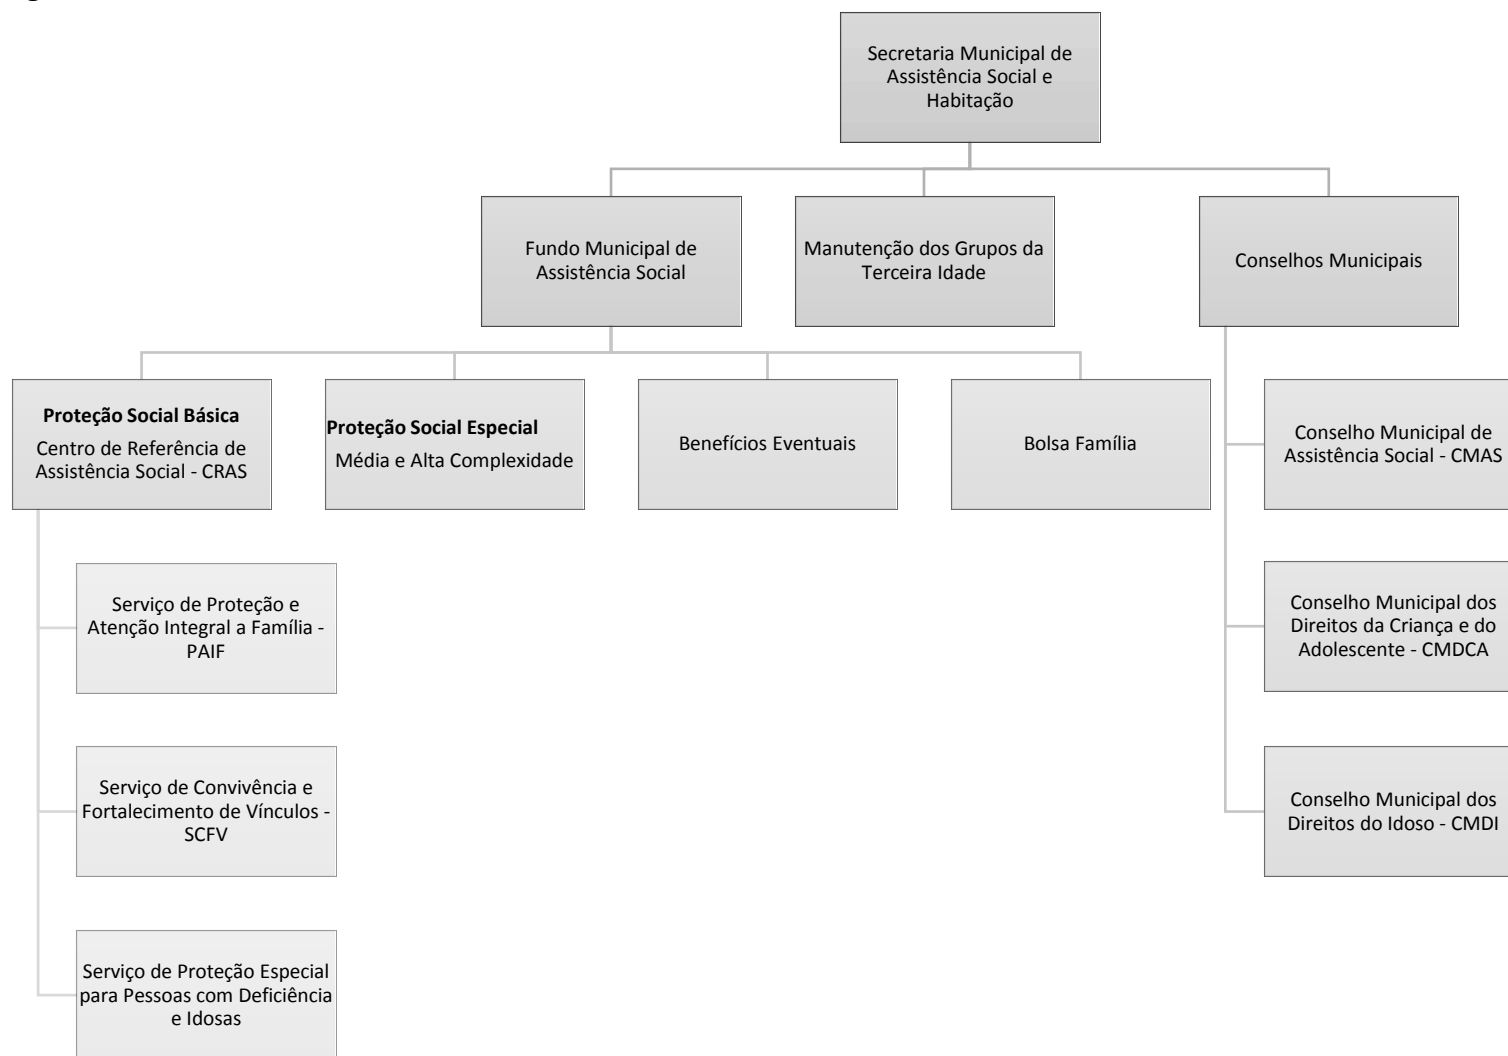 Secretaria Municipal de
Assistência Social e
Habitação
Fundo Municipal de
Assistência Social
Manutenção dos Grupos da
Terceira Idade
Conselhos Municipais
Proteção Social Básica
Centro de Referência de
Assistência Social - CRAS
Proteção Social Especial
Média e Alta Complexidade
Benefícios Eventuais
Bolsa Família
Conselho Municipal de
Assistência Social - CMAS
Serviço de Proteção e
Atenção Integral a Família -
PAIF
Conselho Municipal dos
Direitos da Criança e do
Adolescente - CMDCA
Serviço de Convivência e
Fortalecimento de Vínculos -
SCFV
Conselho Municipal dos
Direitos do Idoso - CMDI
Serviço de Proteção Especial
para Pessoas com Deficiência
e Idosas